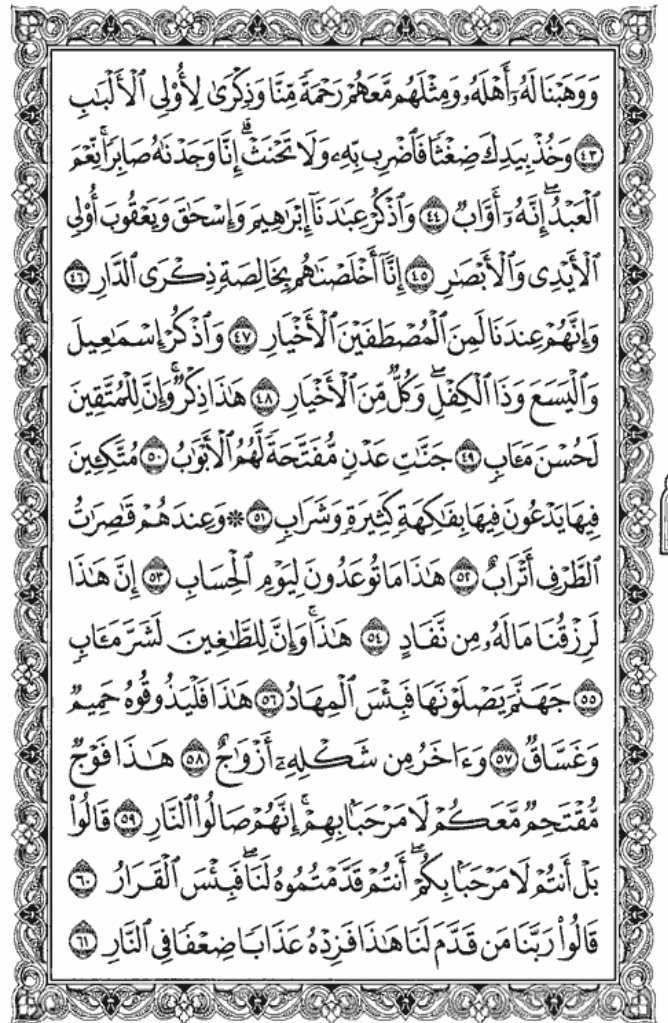 وَوَهَبْنَا لَهُۥٓ أَهْلَهُۥ وَمِثْلَهُم مَّعَهُمْ رَحْمَةً مِّنَّا وَذِكْرَىٰ لِأُو۟لِى ٱلْأَلْبَٰبِ
٤٣ وَخُذْ بِيَدِكَ ضِغْثًا فَٱضْرِب بِّهِۦ وَلَا تَحْنَثْ ۗ إِنَّا وَجَدْنَٰهُ صَابِرًا ۚ نِّعْمَ
ٱلْعَبْدُ ۖ إِنَّهُۥٓ أَوَّابٌ ٤٤ وَٱذْكُرْ عِبَٰدَنَآ إِبْرَٰهِيمَ وَإِسْحَٰقَ وَيَعْقُوبَ أُو۟لِى
ٱلْأَيْدِى وَٱلْأَبْصَٰرِ ٤٥ إِنَّآ أَخْلَصْنَٰهُم بِخَالِصَةٍ ذِكْرَى ٱلدَّارِ ٤٦
وَإِنَّهُمْ عِندَنَا لَمِنَ ٱلْمُصْطَفَيْنَ ٱلْأَخْيَارِ ٤٧ وَٱذْكُرْ إِسْمَٰعِيلَ
وَٱلْيَسَعَ وَذَا ٱلْكِفْلِ ۖ وَكُلٌّ مِّنَ ٱلْأَخْيَارِ ٤٨ هَٰذَا ذِكْرٌ ۚ وَإِنَّ لِلْمُتَّقِينَ
لَحُسْنَ مَـَٔابٍ ٤٩ جَنَّٰتِ عَدْنٍ مُّفَتَّحَةً لَّهُمُ ٱلْأَبْوَٰبُ ٥٠ مُتَّكِـِٔينَ
فِيهَا يَدْعُونَ فِيهَا بِفَٰكِهَةٍ كَثِيرَةٍ وَشَرَابٍ ٥١ ۞ وَعِندَهُمْ قَٰصِرَٰتُ
ٱلطَّرْفِ أَتْرَابٌ ٥٢ هَٰذَا مَا تُوعَدُونَ لِيَوْمِ ٱلْحِسَابِ ٥٣ إِنَّ هَٰذَا
لَرِزْقُنَا مَا لَهُۥ مِن نَّفَادٍ ٥٤ هَٰذَا ۚ وَإِنَّ لِلطَّٰغِينَ لَشَرَّ مَـَٔابٍ
٥٥ جَهَنَّمَ يَصْلَوْنَهَا فَبِئْسَ ٱلْمِهَادُ ٥٦ هَٰذَا فَلْيَذُوقُوهُ حَمِيمٌ
وَغَسَّاقٌ ٥٧ وَءَاخَرُ مِن شَكْلِهِۦٓ أَزْوَٰجٌ ٥٨ هَٰذَا فَوْجٌ
مُّقْتَحِمٌ مَّعَكُمْ ۖ لَا مَرْحَبًۢا بِهِمْ ۚ إِنَّهُمْ صَالُوا۟ ٱلنَّارِ ٥٩ قَالُوا۟
بَلْ أَنتُمْ لَا مَرْحَبًۢا بِكُمْ ۖ أَنتُمْ قَدَّمْتُمُوهُ لَنَا ۖ فَبِئْسَ ٱلْقَرَارُ ٦٠
قَالُوا۟ رَبَّنَا مَن قَدَّمَ لَنَا هَٰذَا فَزِدْهُ عَذَابًا ضِعْفًا فِى ٱلنَّارِ ٦١